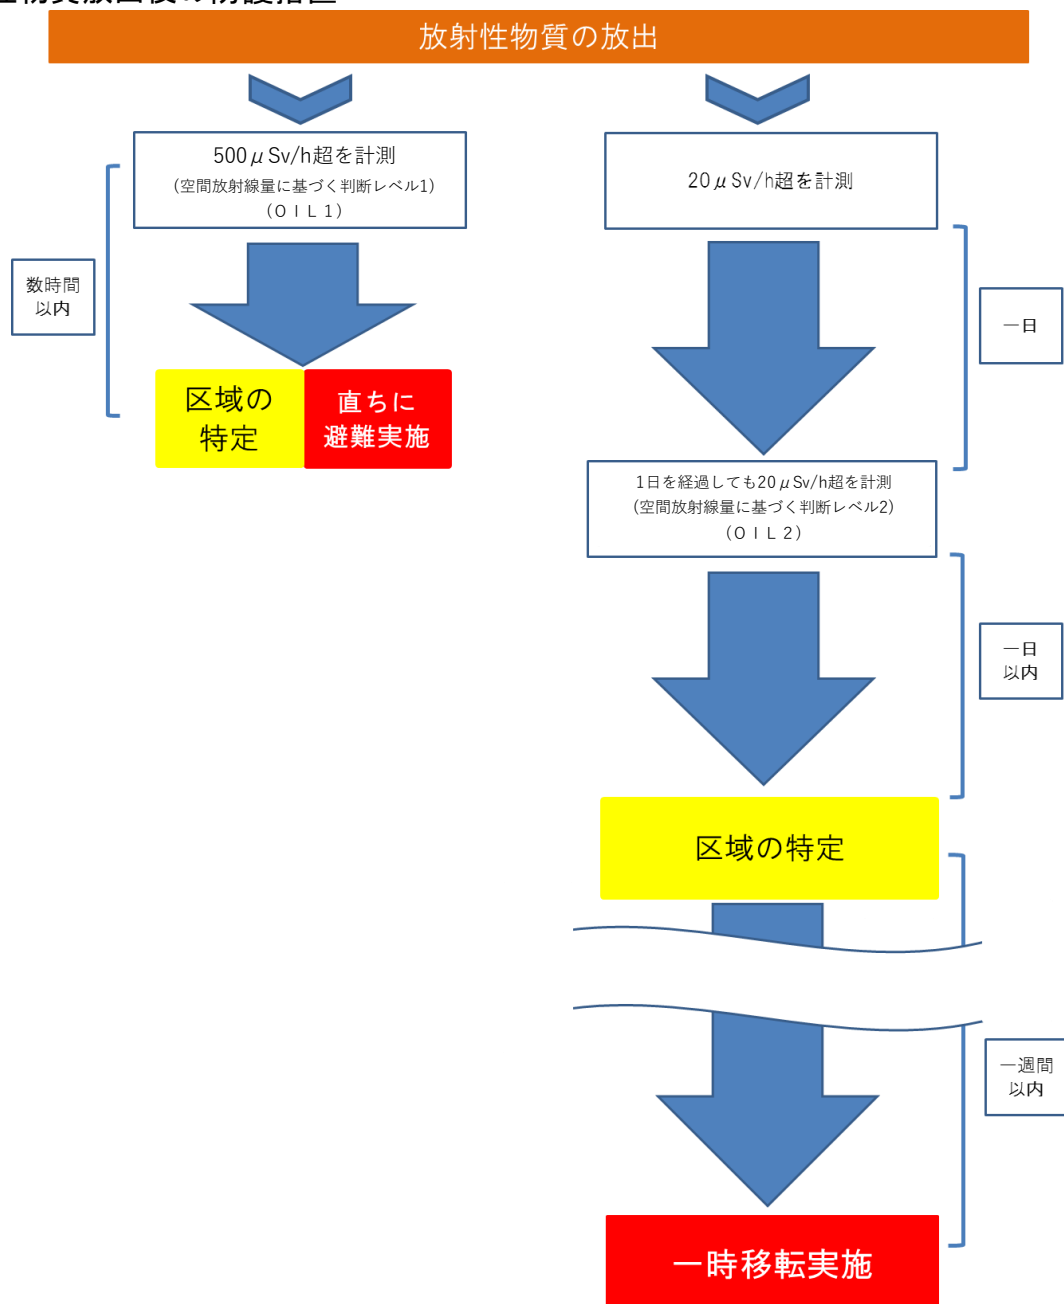 放射性物質の放出
500μSv/h超を計測
(空間放射線量に基づく判断レベル1)
(ＯＩＬ１)
数時間
以内
区域の
特定
直ちに
避難実施
20μSv/h超を計測
一日
1日を経過しても20μSv/h超を計測
(空間放射線量に基づく判断レベル2)
(ＯＩＬ２)
一日
以内
区域の特定
一週間
以内
一時移転実施